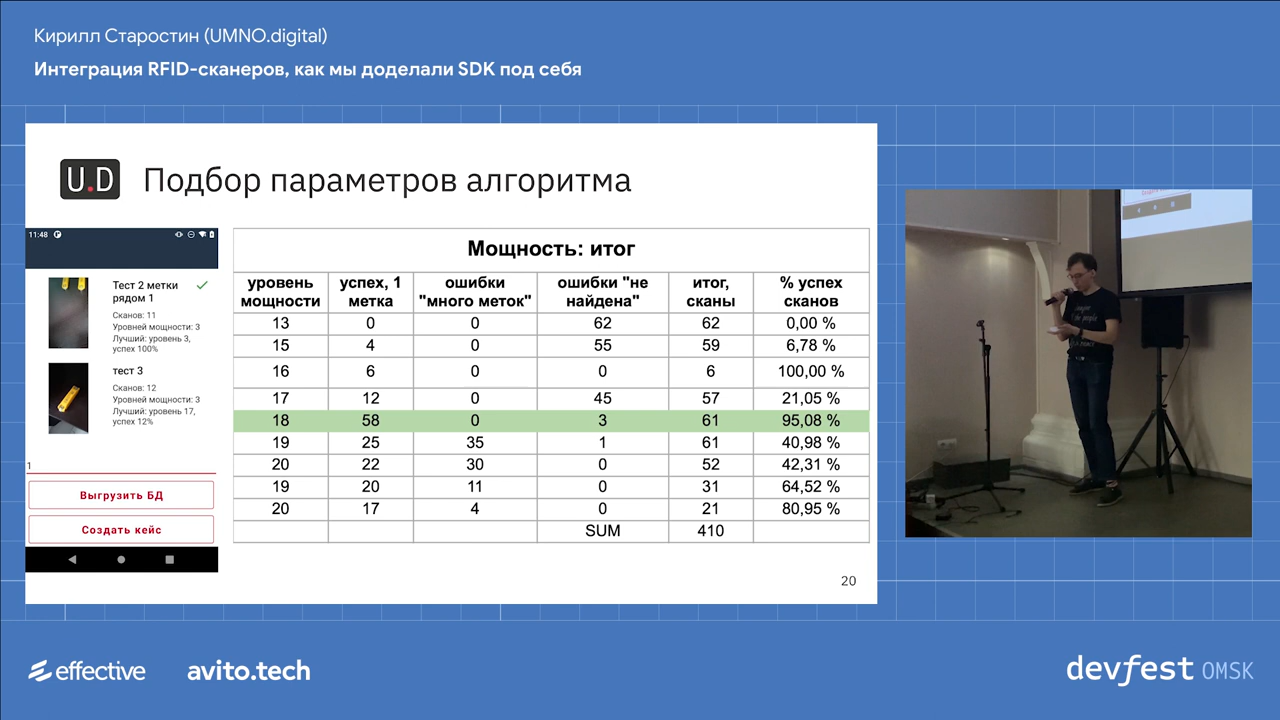 Кирилл Старостин (UMNO.digital)
Интеграция RFID-сканеров, как мы доделали SDK под себя
U.D Подбор параметров алгоритма
11:48
Тест 2 метки
рядом 1
Сканов: 11
Уровней мощности: 3
Лучший: уровень 3,
успех 100%
тест 3
Сканов: 12
Уровней мощности: 3
Лучший: уровень 17,
успех 12%
1
Выгрузить БД
Создать кейс
Мощность: итог
уровень мощности успех, 1 метка ошибки "много меток" ошибки "не найдена" итог, сканы % успех сканов
13 0 0 62 62 0,00 %
15 4 0 55 59 6,78 %
16 6 0 0 6 100,00 %
17 12 0 45 57 21,05 %
18 58 0 3 61 95,08 %
19 25 35 1 61 40,98 %
20 22 30 0 52 42,31 %
19 20 11 0 31 64,52 %
20 17 4 0 21 80,95 %
SUM 410
20
effective
avito.tech
devfest OMSK